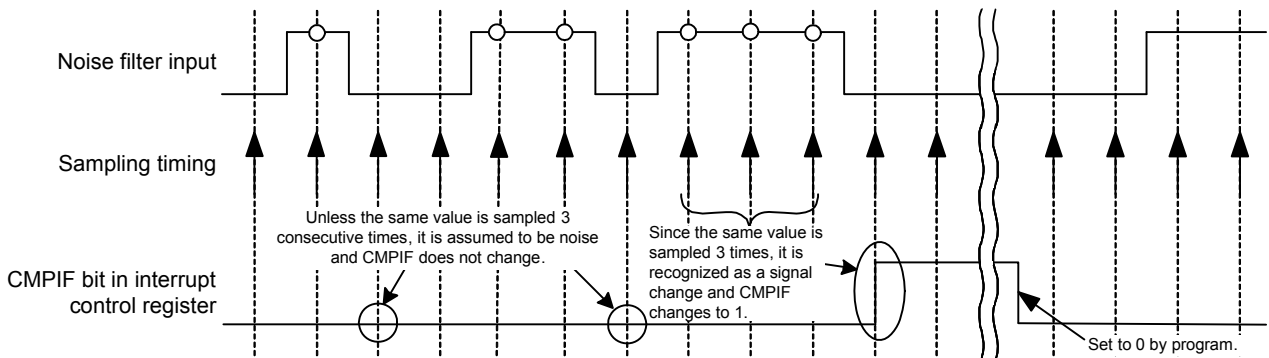 Noise filter input
Sampling timing
Unless the same value is sampled 3
consecutive times, it is assumed to be noise
and CMPIF does not change.
Since the same value is
sampled 3 times, it is
recognized as a signal
change and CMPIF
changes to 1.
CMPIF bit in interrupt
control register
Set to 0 by program.